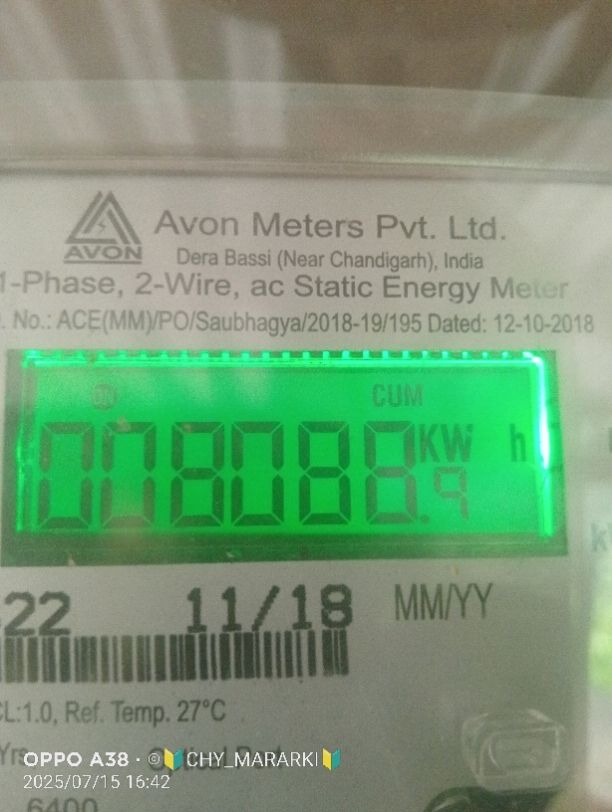 AVON
Avon Meters Pvt. Ltd.
Dera Bassi (Near Chandigarh), India
1-Phase, 2-Wire, ac Static Energy Meter
No.: ACE(MM)/PO/Saubhagya/2018-19/195 Dated: 12-10-2018
CUM
008088.9 KW h
22 11/18 MM/YY
CL:1.0, Ref. Temp. 27°C
Yrs
OPPO A38 · ©🔰CHY_MARARKI🔰
2025/07/15 16:42
6400